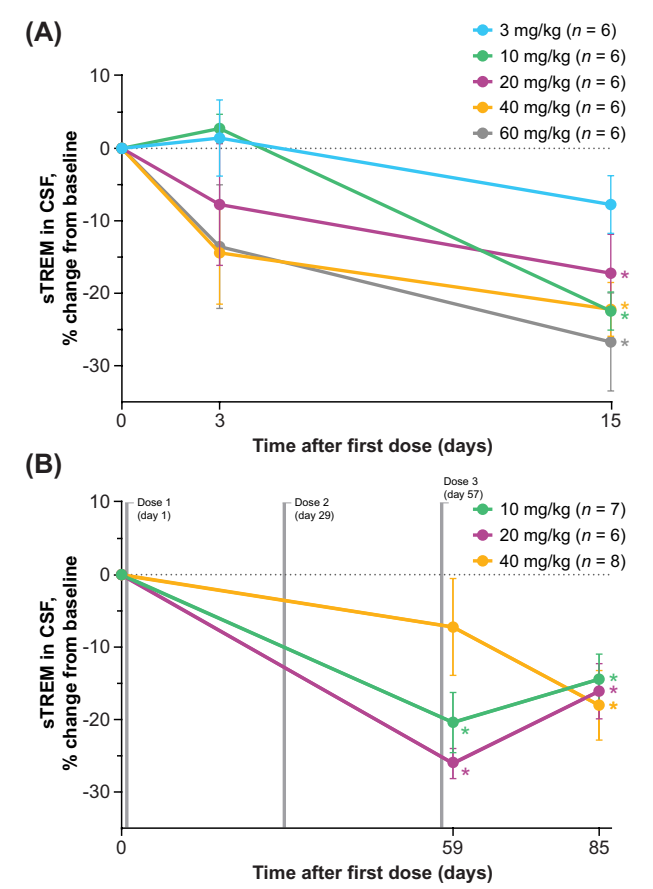 (A)
3 mg/kg (n = 6)
10 mg/kg (n = 6)
20 mg/kg (n = 6)
40 mg/kg (n = 6)
60 mg/kg (n = 6)
sTREM in CSF,
% change from baseline
10
0
-10
-20
-30
*
*
*
*
0
3
15
Time after first dose (days)
(B)
Dose 1
(day 1)
Dose 2
(day 29)
Dose 3
(day 57)
10 mg/kg (n = 7)
20 mg/kg (n = 6)
40 mg/kg (n = 8)
sTREM in CSF,
% change from baseline
10
0
-10
-20
-30
*
*
*
*
*
0
59
85
Time after first dose (days)